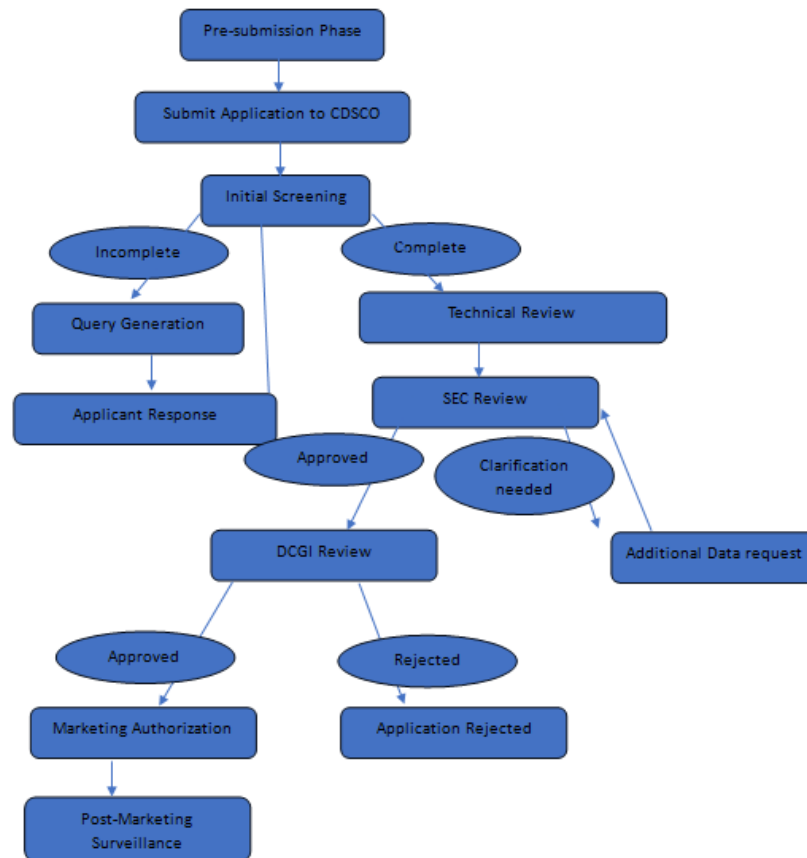 Pre-submission Phase
Submit Application to CDSCO
Initial Screening
Incomplete
Complete
Query Generation
Technical Review
Applicant Response
SEC Review
Approved
Clarification
needed
DCGI Review
Additional Data request
Approved
Rejected
Marketing Authorization
Application Rejected
Post-Marketing
Surveillance